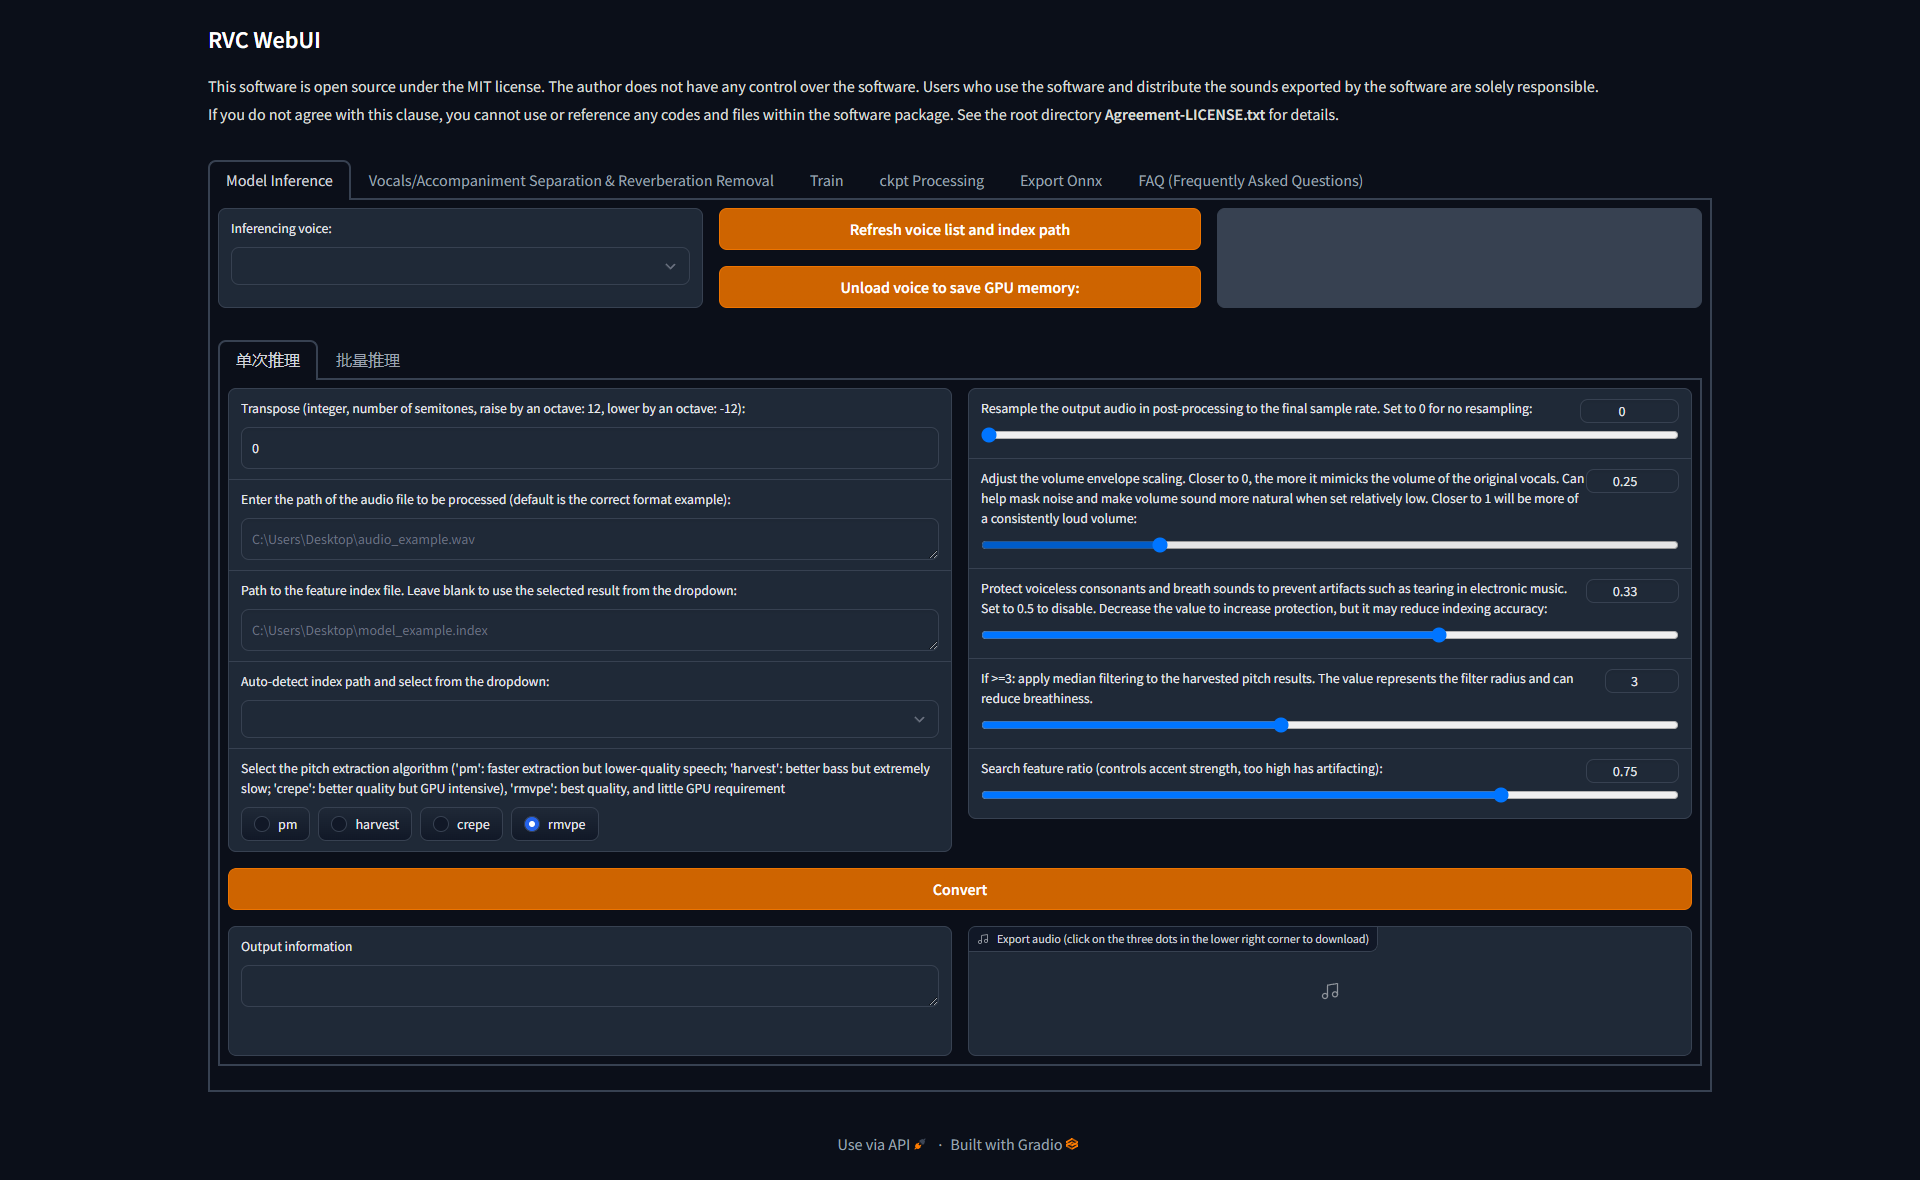 RVC WebUI
This software is open source under the MIT license. The author does not have any control over the software. Users who use the software and distribute the sounds exported by the software are solely responsible.
If you do not agree with this clause, you cannot use or reference any codes and files within the software package. See the root directory Agreement-LICENSE.txt for details.
Model Inference
Vocals/Accompaniment Separation & Reverberation Removal
Train
ckpt Processing
Export Onnx
FAQ (Frequently Asked Questions)
Inferencing voice:
Refresh voice list and index path
Unload voice to save GPU memory:
单次推理
批量推理
Transpose (integer, number of semitones, raise by an octave: 12, lower by an octave: -12):
0
Enter the path of the audio file to be processed (default is the correct format example):
C:\Users\Desktop\audio_example.wav
Path to the feature index file. Leave blank to use the selected result from the dropdown:
C:\Users\Desktop\model_example.index
Auto-detect index path and select from the dropdown:
Select the pitch extraction algorithm ('pm': faster extraction but lower-quality speech; 'harvest': better bass but extremely
slow; 'crepe': better quality but GPU intensive), 'rmvpe': best quality, and little GPU requirement
pm
harvest
crepe
rmvpe
Resample the output audio in post-processing to the final sample rate. Set to 0 for no resampling:
0
Adjust the volume envelope scaling. Closer to 0, the more it mimicks the volume of the original vocals. Can
help mask noise and make volume sound more natural when set relatively low. Closer to 1 will be more of
a consistently loud volume:
0.25
Protect voiceless consonants and breath sounds to prevent artifacts such as tearing in electronic music.
Set to 0.5 to disable. Decrease the value to increase protection, but it may reduce indexing accuracy:
0.33
If >=3: apply median filtering to the harvested pitch results. The value represents the filter radius and can
reduce breathiness.
3
Search feature ratio (controls accent strength, too high has artifacting):
0.75
Convert
Output information
Export audio (click on the three dots in the lower right corner to download)
Use via API · Built with Gradio